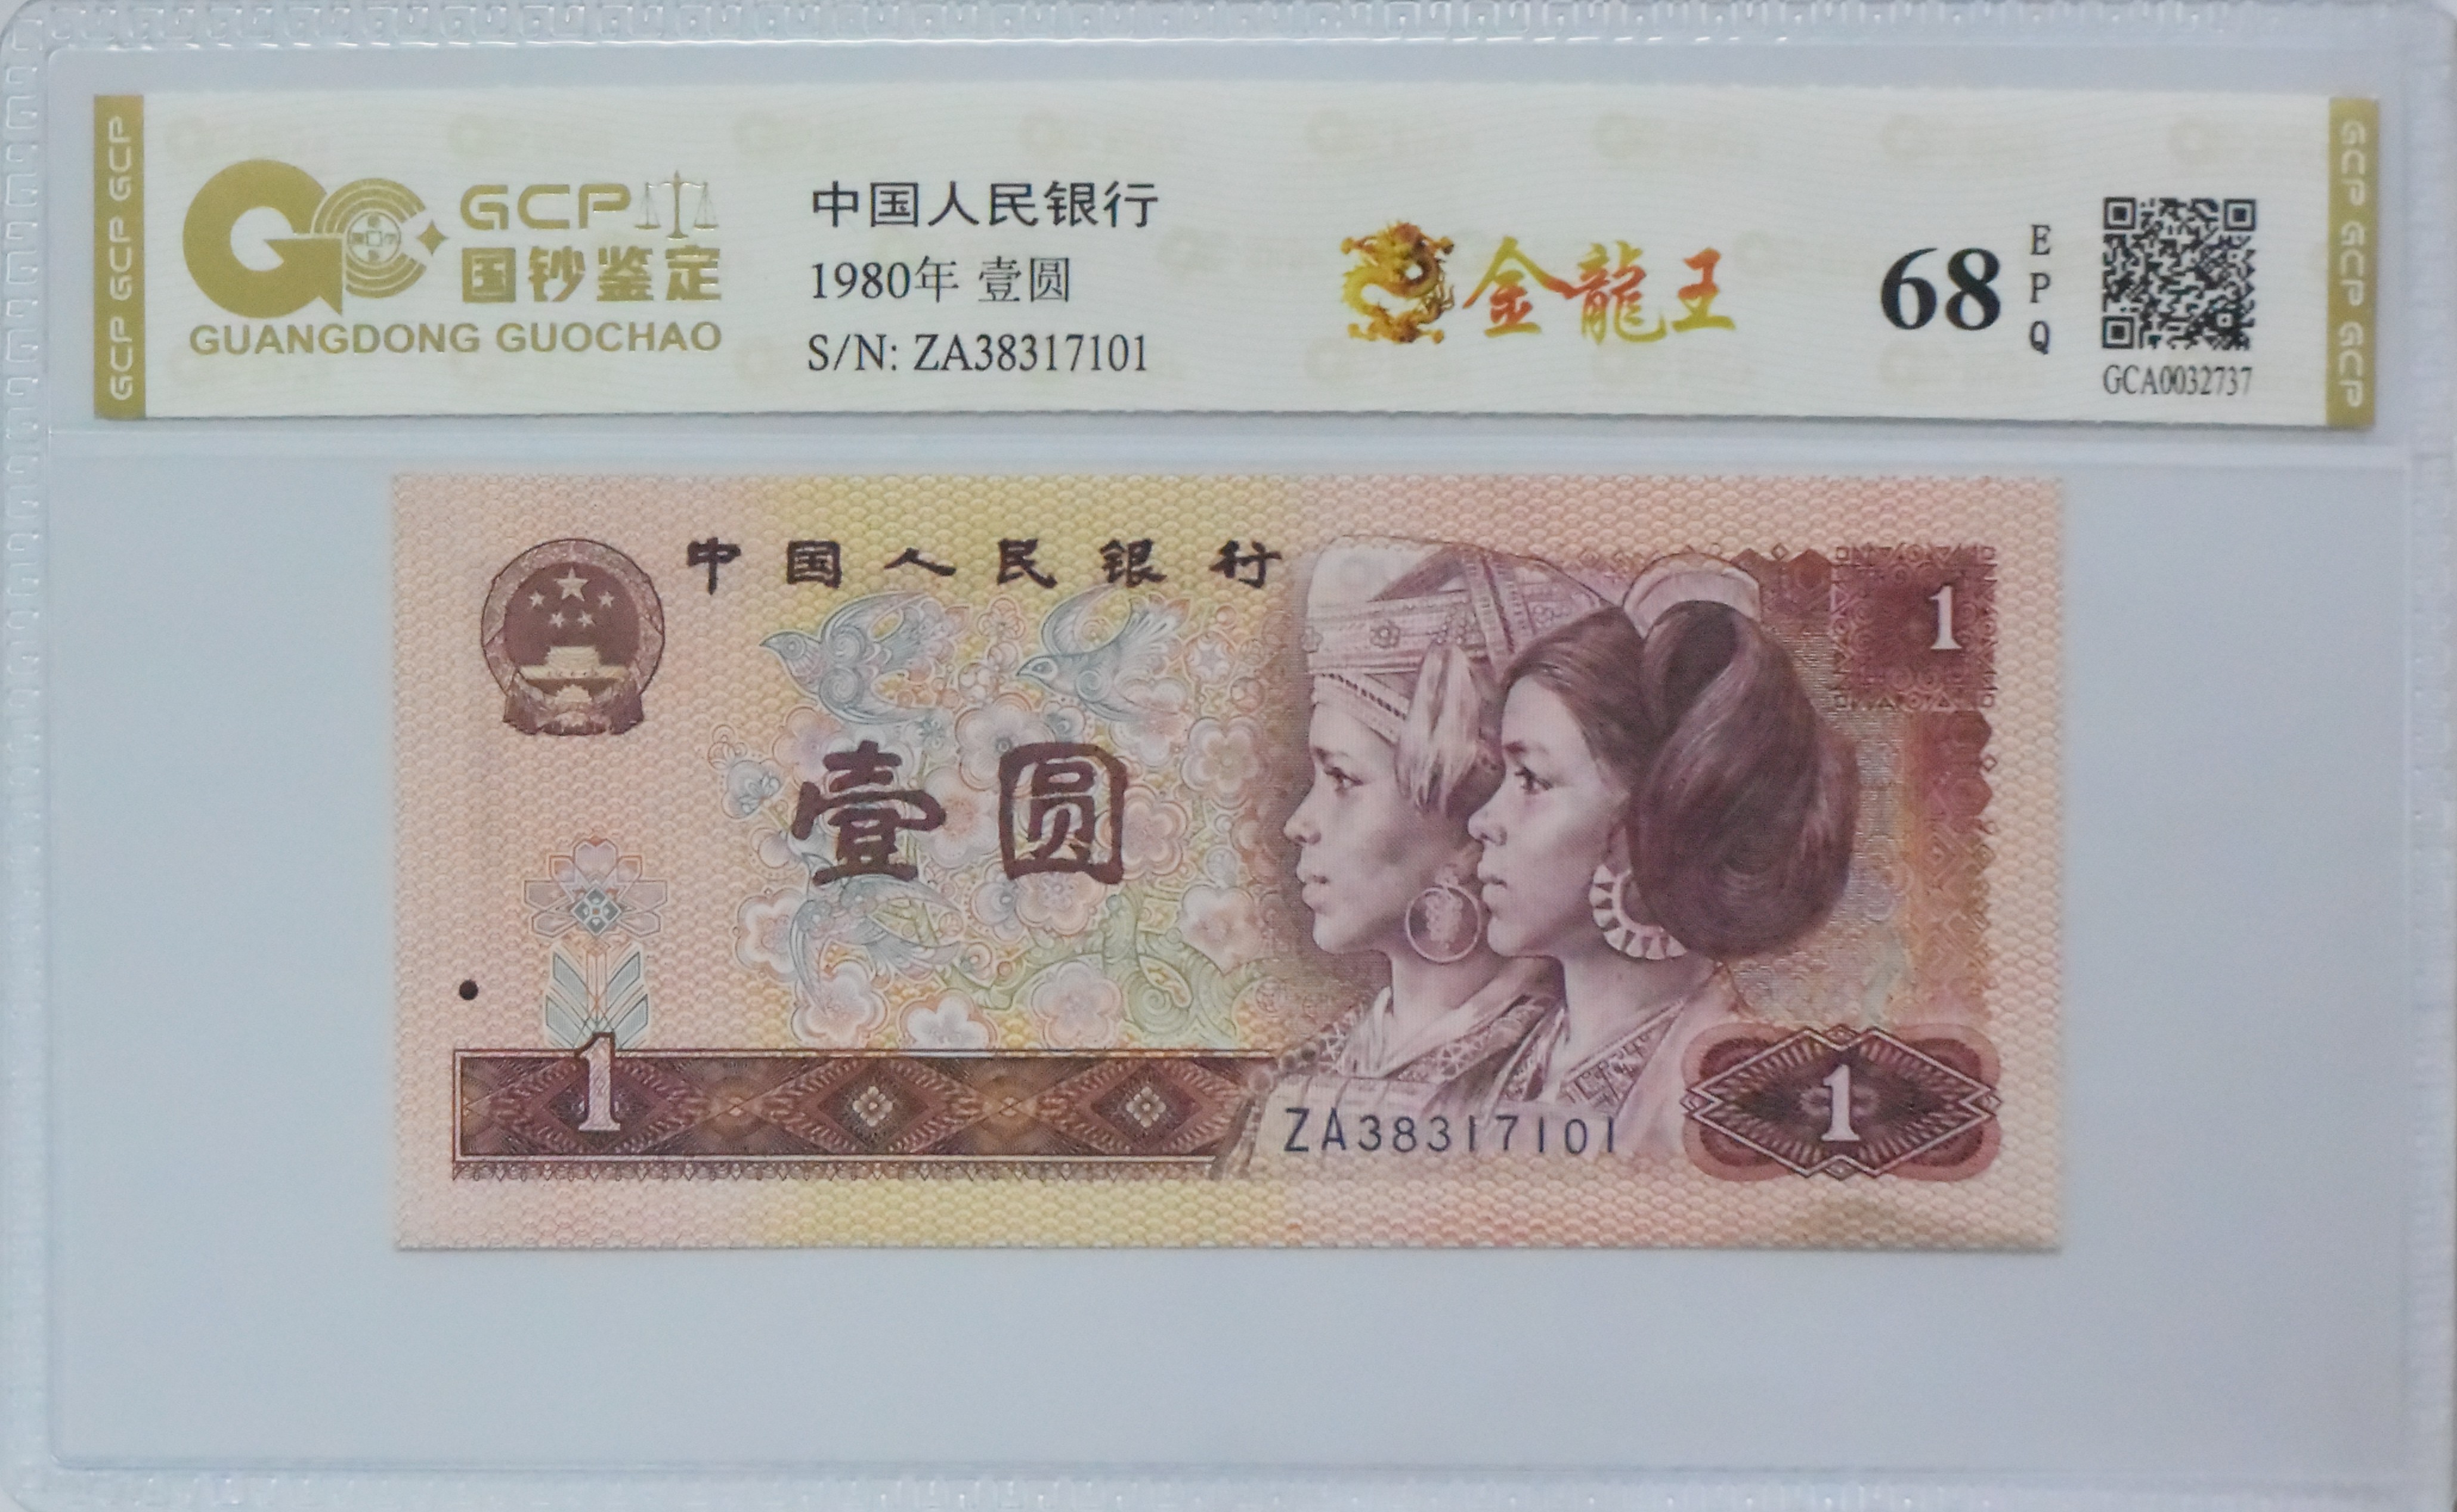 GCP GCP GCP
GCP
国钞鉴定
GUANGDONG GUOCHAO
中国人民银行
1980年 壹圆
S/N: ZA38317101
金龍王
68
E
P
Q
GCA0032737
GCP GCP GCP
中国人民银行
1
壹圆
1
ZA38317101
1